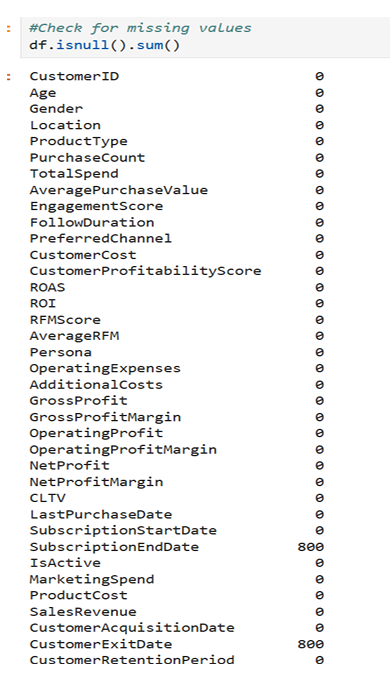 : #Check for missing values
df.isnull().sum()
: CustomerID 0
Age 0
Gender 0
Location 0
ProductType 0
PurchaseCount 0
TotalSpend 0
AveragePurchaseValue 0
EngagementScore 0
FollowDuration 0
PreferredChannel 0
CustomerCost 0
CustomerProfitabilityScore 0
ROAS 0
ROI 0
RFMScore 0
AverageRFM 0
Persona 0
OperatingExpenses 0
AdditionalCosts 0
GrossProfit 0
GrossProfitMargin 0
OperatingProfit 0
OperatingProfitMargin 0
NetProfit 0
NetProfitMargin 0
CLTV 0
LastPurchaseDate 0
SubscriptionStartDate 0
SubscriptionEndDate 800
IsActive 0
MarketingSpend 0
ProductCost 0
SalesRevenue 0
CustomerAcquisitionDate 0
CustomerExitDate 800
CustomerRetentionPeriod 0